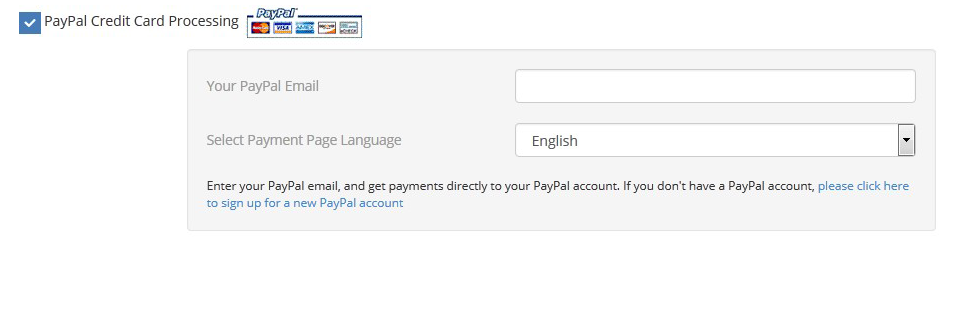 PayPal Credit Card Processing PayPal
VISA
Your PayPal Email
Select Payment Page Language English
Enter your PayPal email, and get payments directly to your PayPal account. If you don't have a PayPal account, please click here
to sign up for a new PayPal account